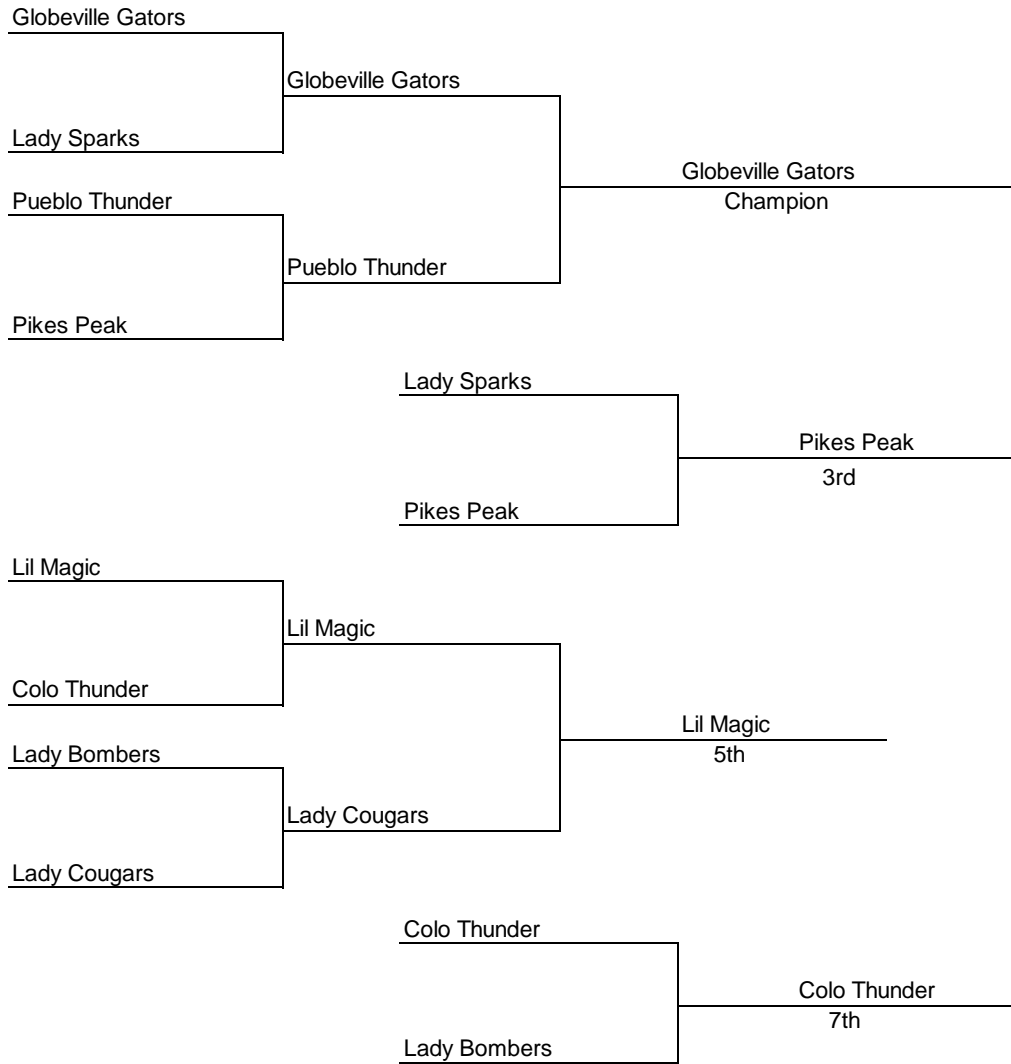 Globeville Gators
Globeville Gators
Lady Sparks
Globeville Gators
Champion
Pueblo Thunder
Pueblo Thunder
Pikes Peak
Lady Sparks
Pikes Peak
3rd
Pikes Peak
Lil Magic
Lil Magic
Colo Thunder
Lil Magic
5th
Lady Bombers
Lady Cougars
Lady Cougars
Colo Thunder
Colo Thunder
7th
Lady Bombers